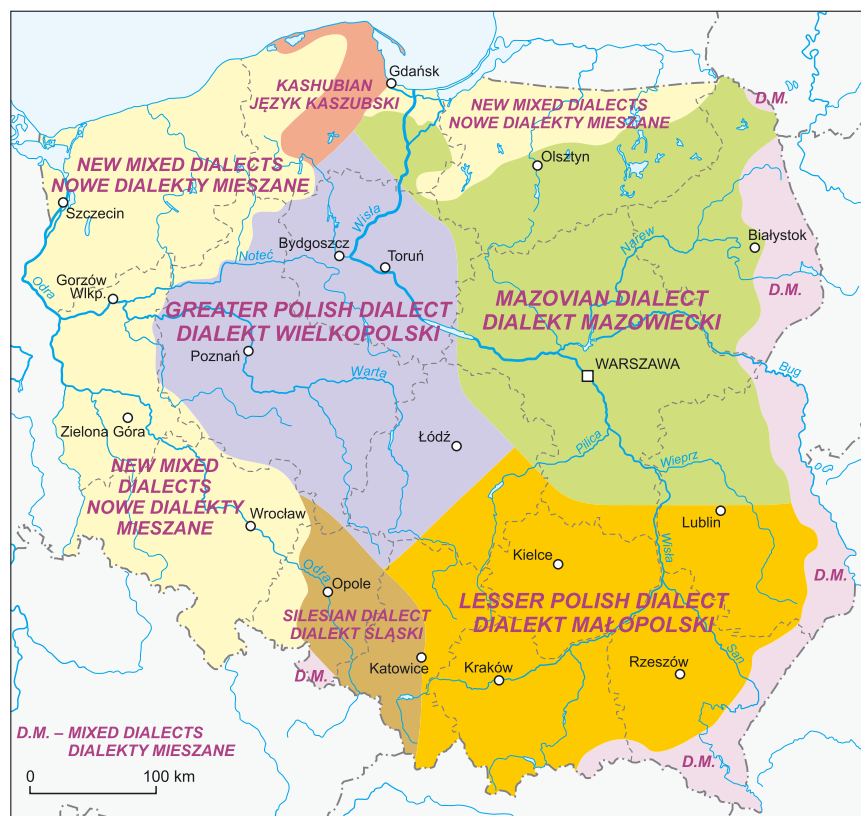 Gdańsk
KASHUBIAN
JĘZYK KASZUBSKI
D.M.
NEW MIXED DIALECTS
NOWE DIALEKTY MIESZANE
NEW MIXED DIALECTS
NOWE DIALEKTY MIESZANE
Olsztyn
Szczecin
Wisła
Narew
Białystok
Bydgoszcz
Toruń
Noteć
Odra
Gorzów
Wlkp.
D.M.
GREATER POLISH DIALECT
DIALEKT WIELKOPOLSKI
MAZOVIAN DIALECT
DIALEKT MAZOWIECKI
Poznań
WARSZAWA
Bug
Warta
Zielona Góra
Łódź
Pilica
Wieprz
NEW MIXED
DIALECTS
NOWE DIALEKTY
MIESZANE
Wrocław
Lublin
Wisła
Kielce
Odra
Opole
D.M.
SILESIAN DIALECT
DIALEKT ŚLĄSKI
LESSER POLISH DIALECT
DIALEKT MAŁOPOLSKI
San
D.M.
Katowice
Kraków
Rzeszów
D.M. – MIXED DIALECTS
DIALEKTY MIESZANE
D.M.
0 100 km